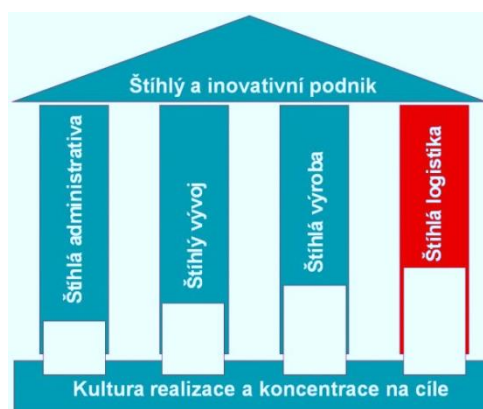 Štíhlý a inovativní podnik
Štíhlá administrativa
Štíhlý vývoj
Štíhlá výroba
Štíhlá logistika
Kultura realizace a koncentrace na cíle